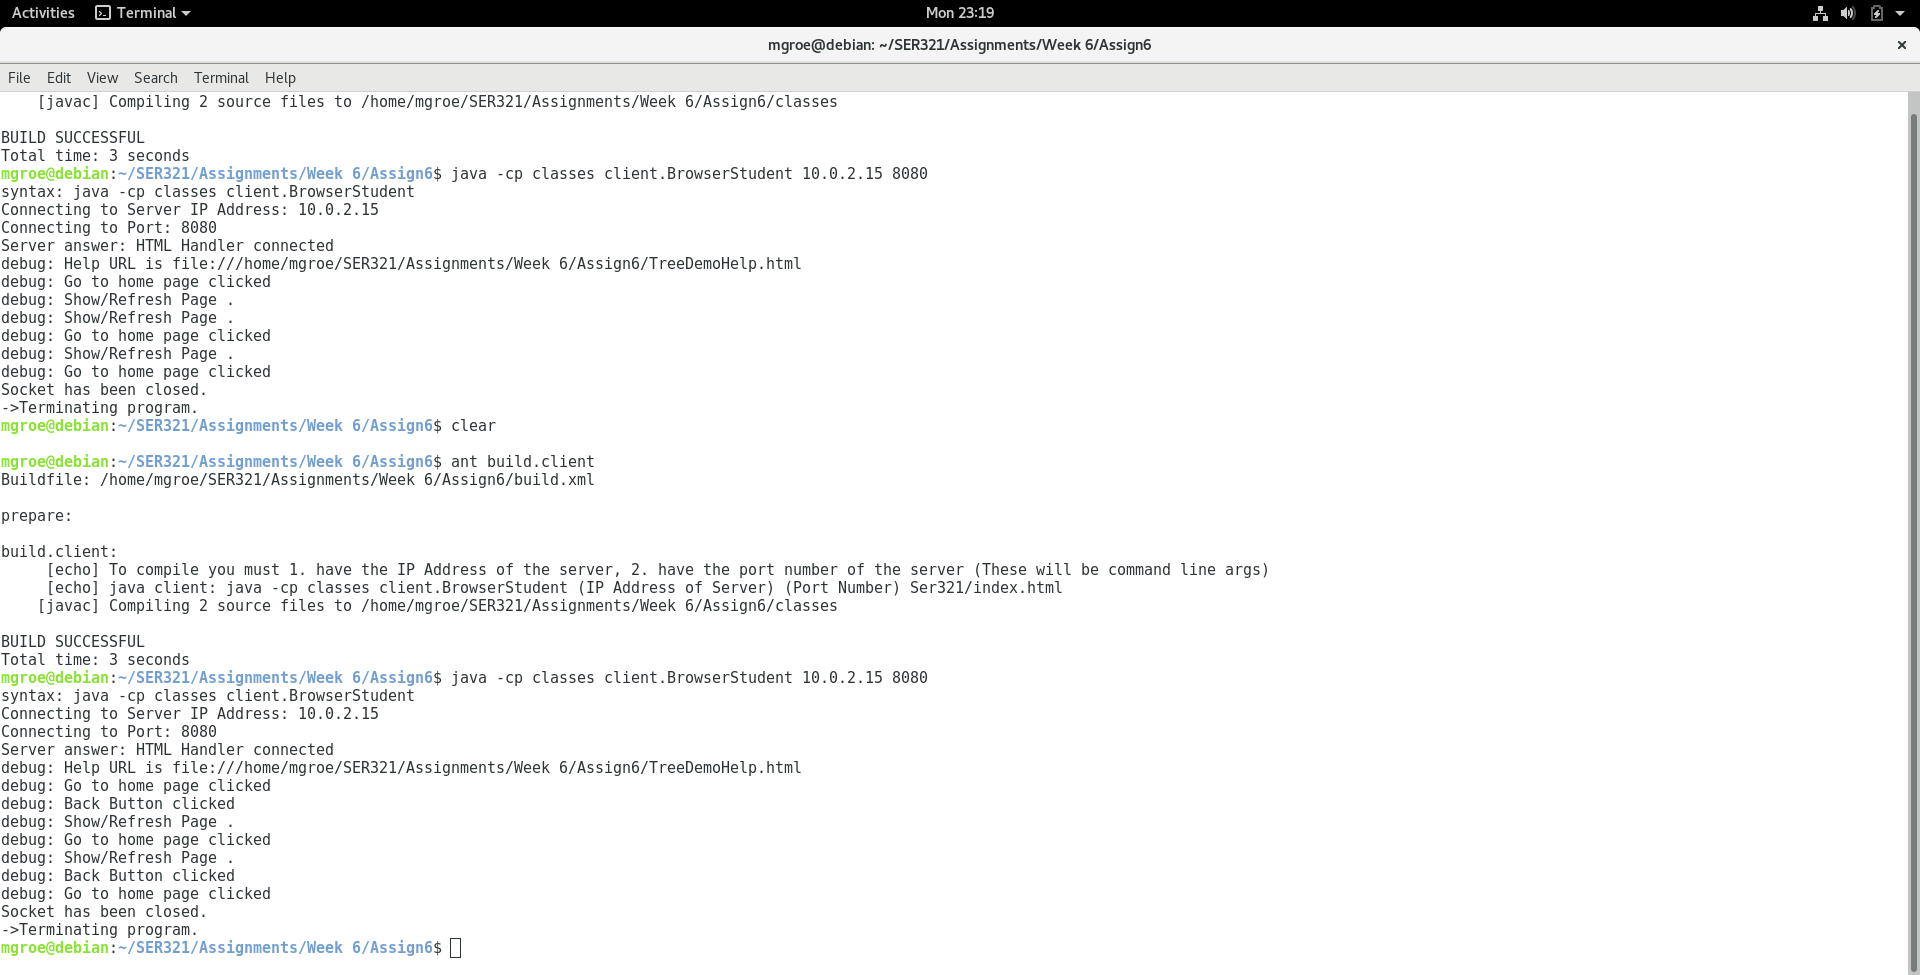 Activities Terminal Mon 23:19
mgroe@debian: ~/SER321/Assignments/Week 6/Assign6
File Edit View Search Terminal Help
[javac] Compiling 2 source files to /home/mgroe/SER321/Assignments/Week 6/Assign6/classes
BUILD SUCCESSFUL
Total time: 3 seconds
mgroe@debian:~/SER321/Assignments/Week 6/Assign6$ java -cp classes client.BrowserStudent 10.0.2.15 8080
syntax: java -cp classes client.BrowserStudent
Connecting to Server IP Address: 10.0.2.15
Connecting to Port: 8080
Server answer: HTML Handler connected
debug: Help URL is file:///home/mgroe/SER321/Assignments/Week 6/Assign6/TreeDemoHelp.html
debug: Go to home page clicked
debug: Show/Refresh Page .
debug: Show/Refresh Page .
debug: Go to home page clicked
debug: Show/Refresh Page .
debug: Go to home page clicked
Socket has been closed.
->Terminating program.
mgroe@debian:~/SER321/Assignments/Week 6/Assign6$ clear
mgroe@debian:~/SER321/Assignments/Week 6/Assign6$ ant build.client
Buildfile: /home/mgroe/SER321/Assignments/Week 6/Assign6/build.xml
prepare:
build.client:
[echo] To compile you must 1. have the IP Address of the server, 2. have the port number of the server (These will be command line args)
[echo] java client: java -cp classes client.BrowserStudent (IP Address of Server) (Port Number) Ser321/index.html
[javac] Compiling 2 source files to /home/mgroe/SER321/Assignments/Week 6/Assign6/classes
BUILD SUCCESSFUL
Total time: 3 seconds
mgroe@debian:~/SER321/Assignments/Week 6/Assign6$ java -cp classes client.BrowserStudent 10.0.2.15 8080
syntax: java -cp classes client.BrowserStudent
Connecting to Server IP Address: 10.0.2.15
Connecting to Port: 8080
Server answer: HTML Handler connected
debug: Help URL is file:///home/mgroe/SER321/Assignments/Week 6/Assign6/TreeDemoHelp.html
debug: Go to home page clicked
debug: Back Button clicked
debug: Show/Refresh Page .
debug: Go to home page clicked
debug: Show/Refresh Page .
debug: Back Button clicked
debug: Go to home page clicked
Socket has been closed.
->Terminating program.
mgroe@debian:~/SER321/Assignments/Week 6/Assign6$